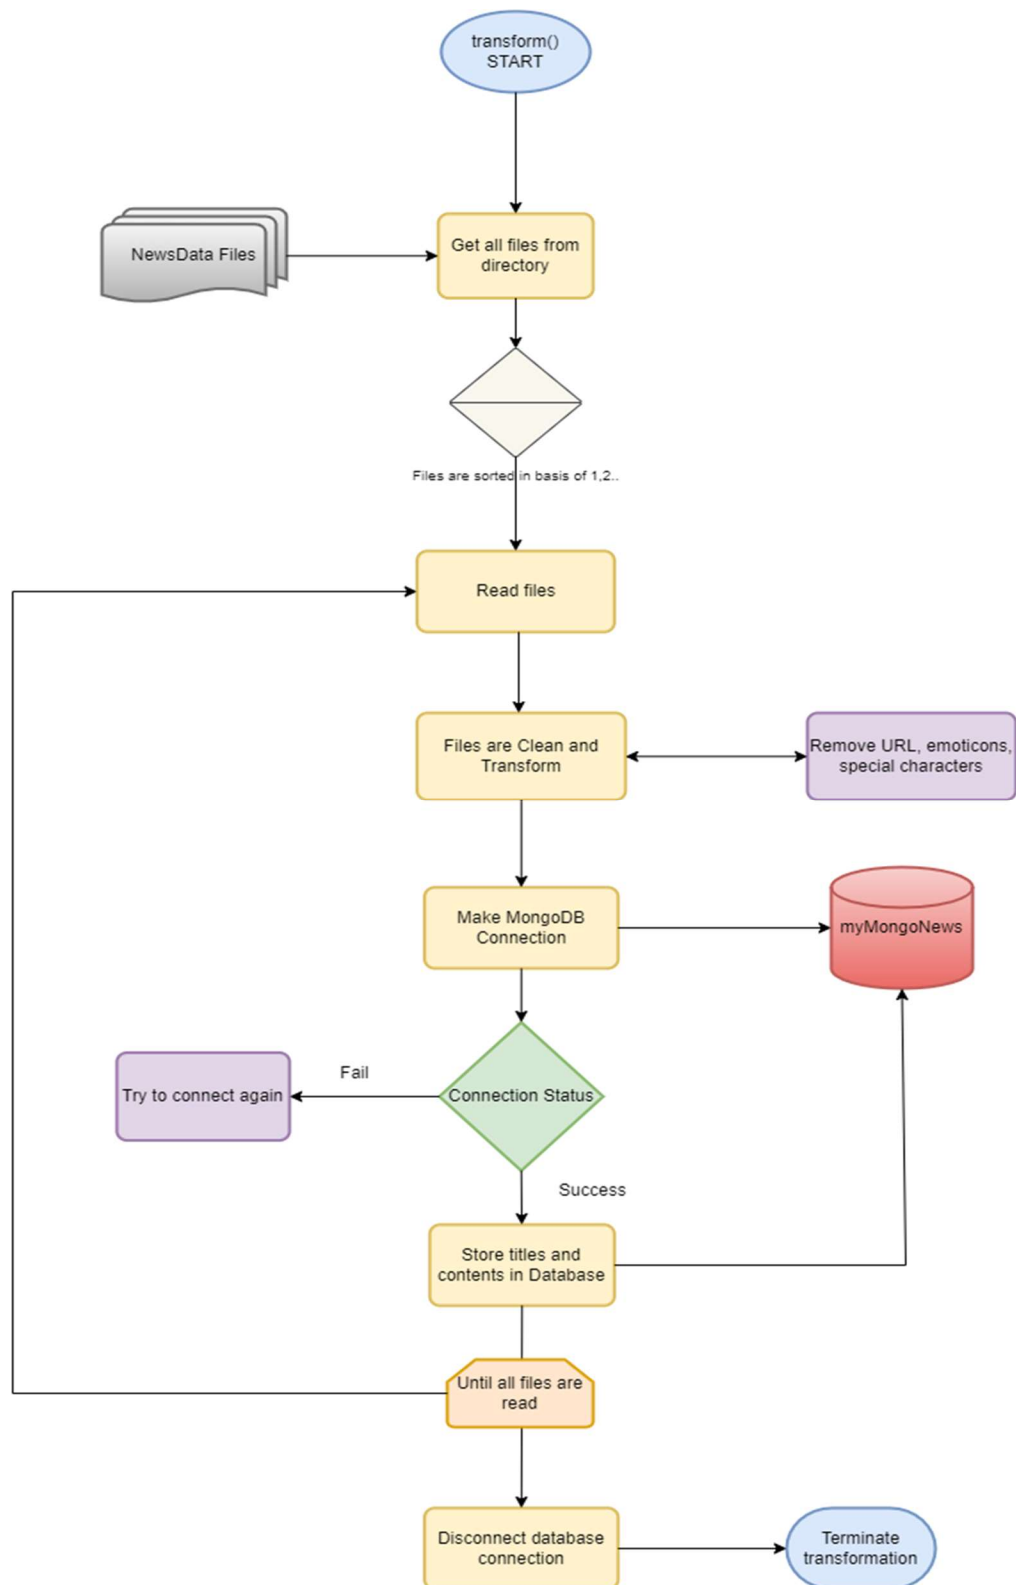 transform()
START
NewsData Files
Get all files from
directory
Files are sorted in basis of 1,2..
Read files
Files are Clean and
Transform
Remove URL, emoticons,
special characters
Make MongoDB
Connection
myMongoNews
Try to connect again
Fail
Connection Status
Success
Store titles and
contents in Database
Until all files are
read
Disconnect database
connection
Terminate
transformation